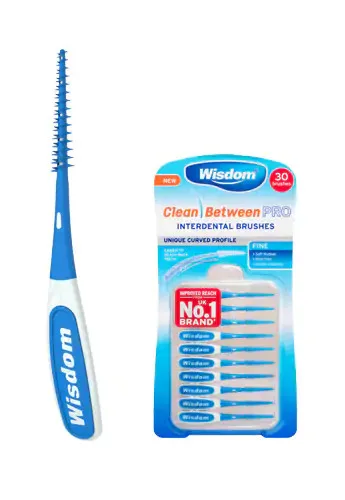 Wisdom
Wisdom
30
brushes
NEW
Clean Between PRO
INTERDENTAL BRUSHES
UNIQUE CURVED PROFILE
FINE
IMPROVED REACH
UK
No.1
BRAND
Wisdom
Wisdom
Wisdom
Wisdom
Wisdom
Wisdom
Wisdom